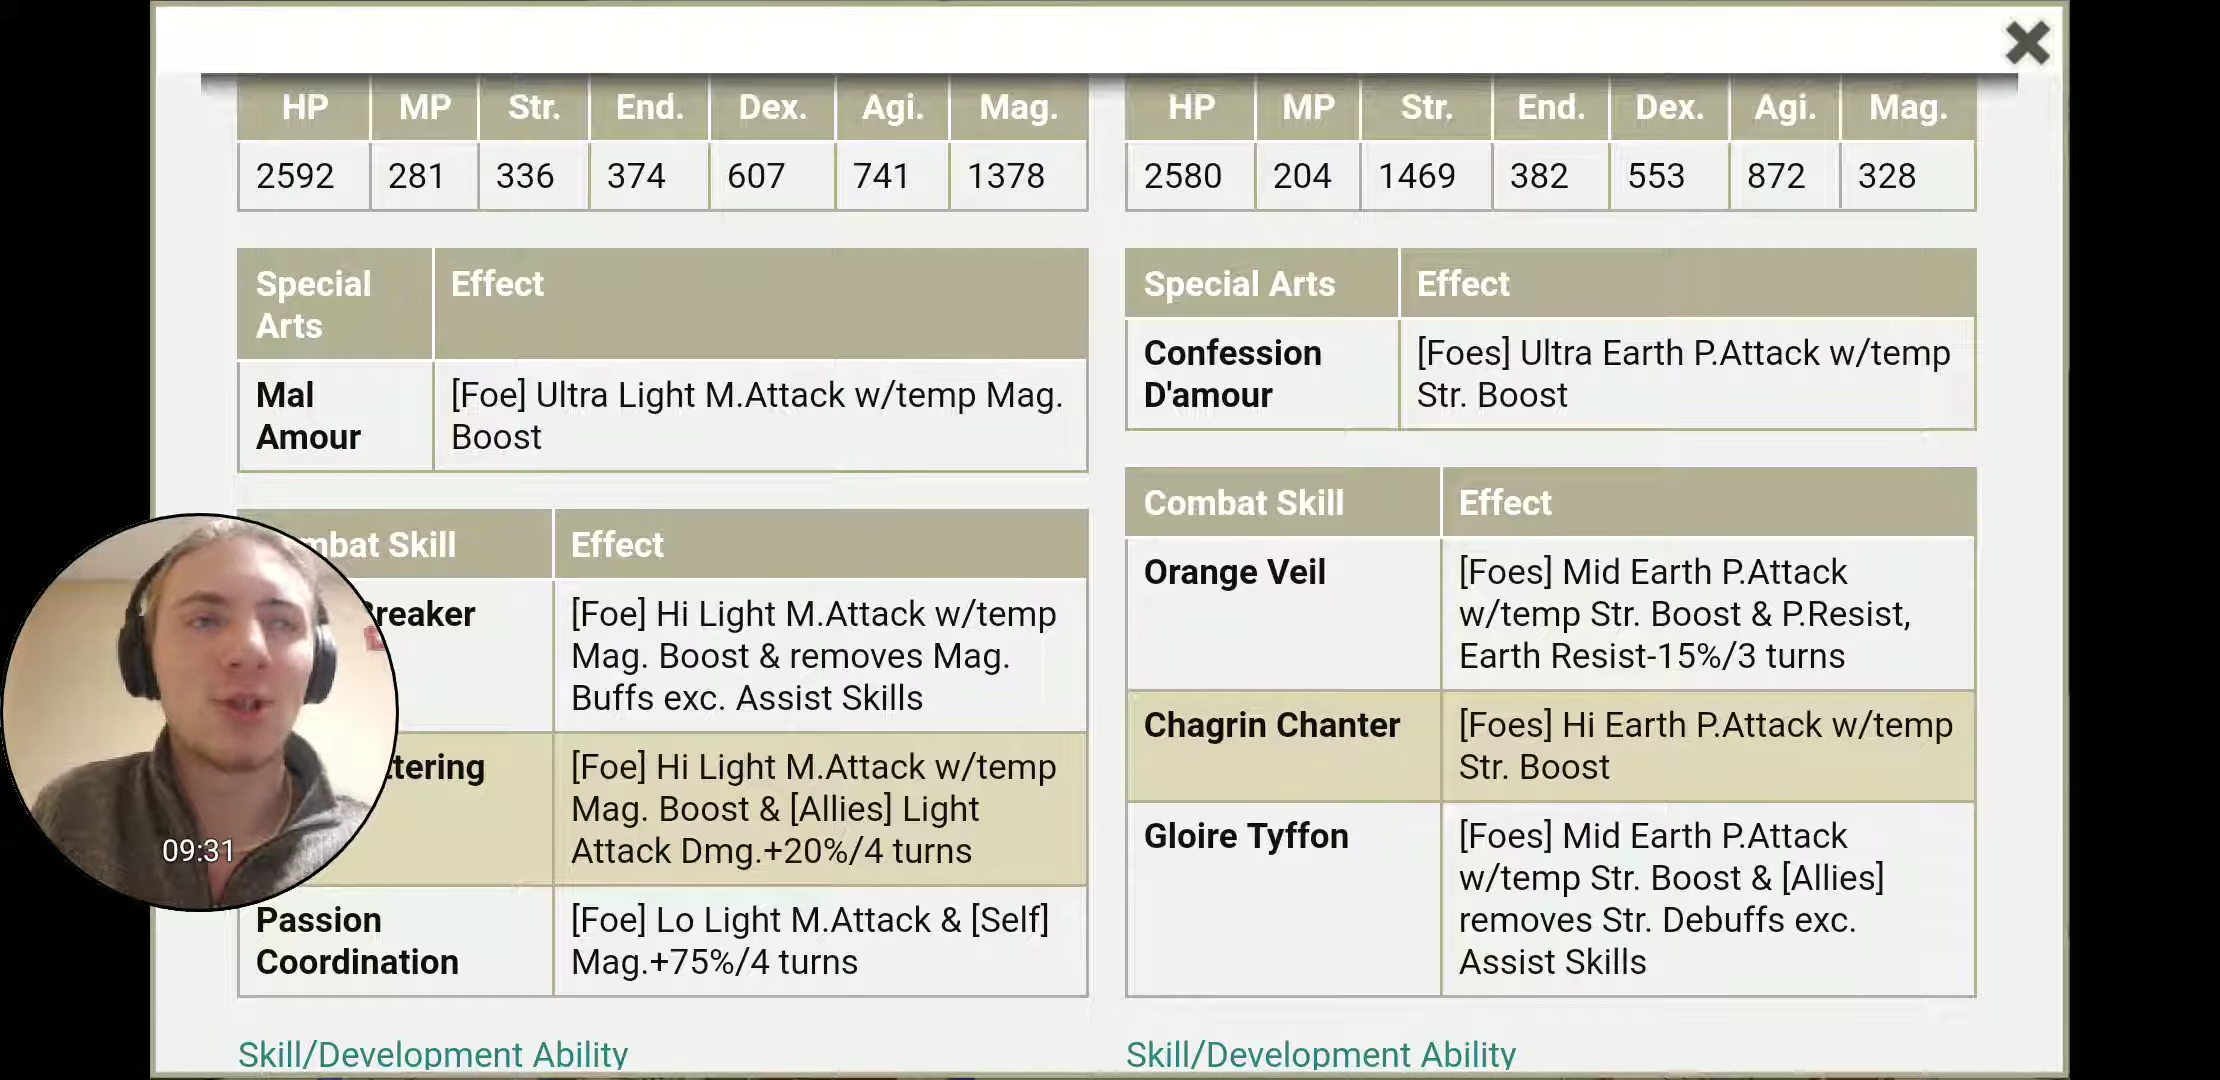 HP MP Str. End. Dex. Agi. Mag.
2592 281 336 374 607 741 1378
Special
Arts
Effect
Mal
Amour
[Foe] Ultra Light M.Attack w/temp Mag.
Boost
Effect
[Foe] Hi Light M.Attack w/temp
Mag. Boost & removes Mag.
Buffs exc. Assist Skills
[Foe] Hi Light M.Attack w/temp
Mag. Boost & [Allies] Light
Attack Dmg.+20%/4 turns
Passion
Coordination
[Foe] Lo Light M.Attack & [Self]
Mag.+75%/4 turns
Skill/Development Ability
HP MP Str. End. Dex. Agi. Mag.
2580 204 1469 382 553 872 328
Special Arts Effect
Confession
D'amour
[Foes] Ultra Earth P.Attack w/temp
Str. Boost
Combat Skill Effect
Orange Veil
[Foes] Mid Earth P.Attack
w/temp Str. Boost & P.Resist,
Earth Resist-15%/3 turns
Chagrin Chanter
[Foes] Hi Earth P.Attack w/temp
Str. Boost
Gloire Tyffon
[Foes] Mid Earth P.Attack
w/temp Str. Boost & [Allies]
removes Str. Debuffs exc.
Assist Skills
Skill/Development Ability
Skill
09:31